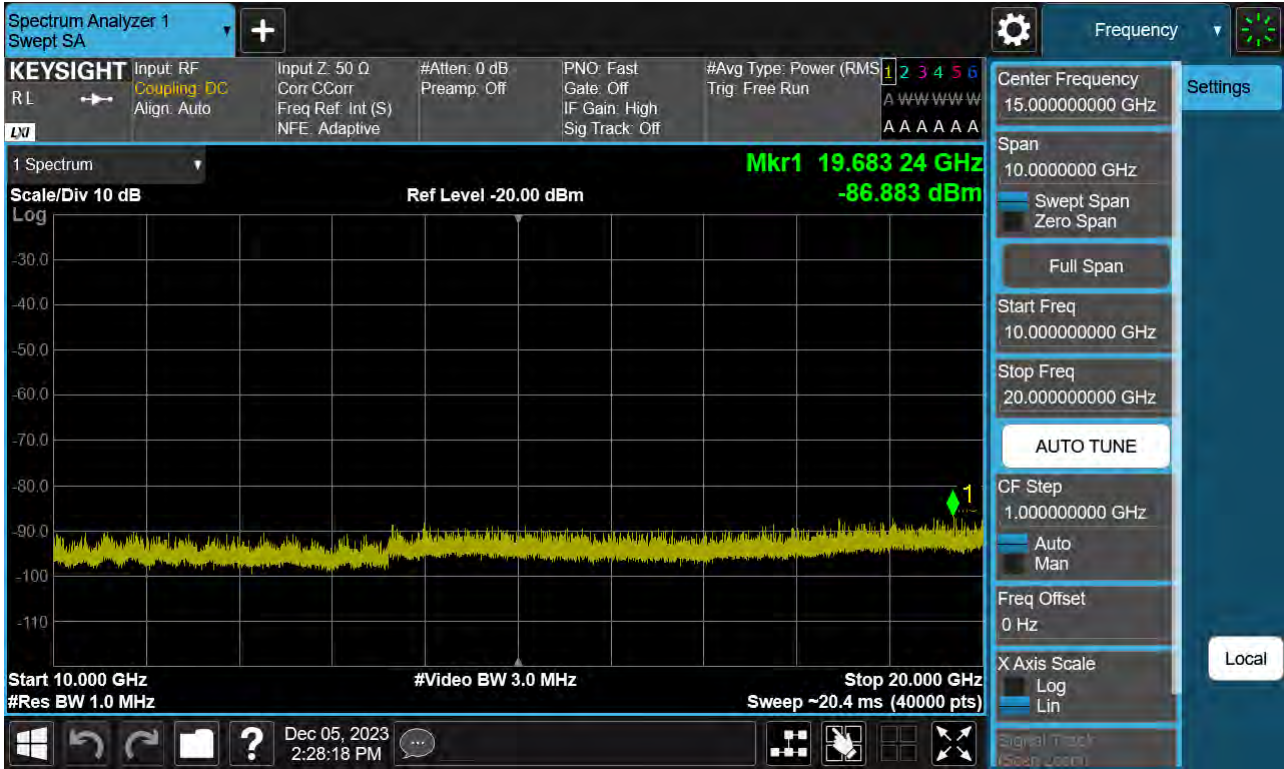 Spectrum Analyzer 1
Swept SA
+
Frequency
KEYSIGHT
RL
LXI
Input: RF
Coupling: DC
Align: Auto
Input Z: 50 Ω
Corr CCorr
Freq Ref: Int (S)
NFE: Adaptive
#Atten: 0 dB
Preamp: Off
PNO: Fast
Gate: Off
IF Gain: High
Sig Track: Off
#Avg Type: Power (RMS
Trig: Free Run
1 2 3 4 5 6
A W W W W W
A A A A A A
1 Spectrum
Mkr1 19.683 24 GHz
Scale/Div 10 dB
Ref Level -20.00 dBm
-86.883 dBm
Log
-30.0
-40.0
-50.0
-60.0
-70.0
-80.0
-90.0
-100
-110
1
Start 10.000 GHz
#Video BW 3.0 MHz
Stop 20.000 GHz
#Res BW 1.0 MHz
Sweep ~20.4 ms (40000 pts)
Center Frequency
15.000000000 GHz
Settings
Span
10.0000000 GHz
Swept Span
Zero Span
Full Span
Start Freq
10.000000000 GHz
Stop Freq
20.000000000 GHz
AUTO TUNE
CF Step
1.000000000 GHz
Auto
Man
Freq Offset
0 Hz
X Axis Scale
Log
Lin
Signal Track
(Span Zoom)
Local
?
Dec 05, 2023
2:28:18 PM